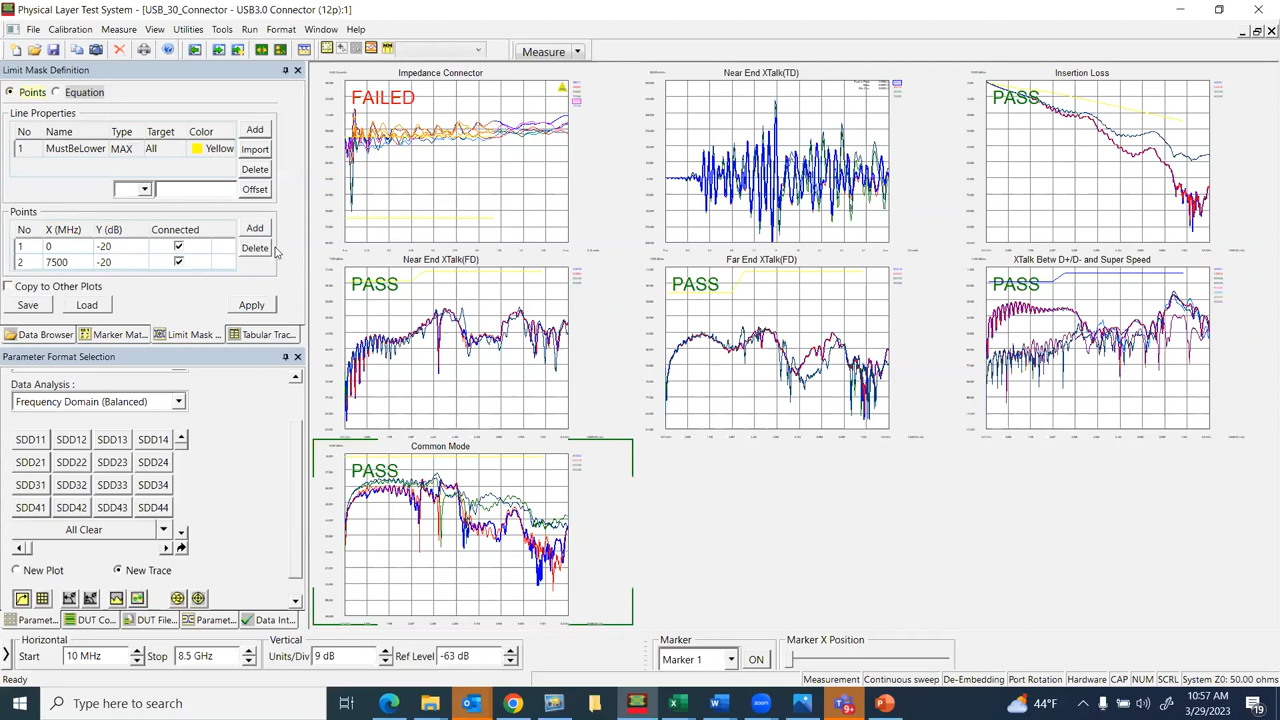 Physical Layer Test System - [USB_30_Connector - USB3.0 Connector (12p):1]
File Calibration Measure View Utilities Tools Run Format Window Help
Measure
Limit Mask Definition
Points Equation
Line Properties
No Name Type Target Color
1 MustBeLower MAX All Yellow
Add
Import
Delete
Offset
Points
No X (MHz Y (dB) Connected
1 0 -20
2 7500 -20
Add
Delete
Copy to Other Plots
Save Load Apply
Data Browser Marker Mat... Limit Mask ... Tabular Trac...
Parameter Format Selection
Data Analysis :
Frequency Domain (Balanced)
SDD11 SDD12 SDD13 SDD14
SDD21 SDD22 SDD23 SDD24
SDD31 SDD32 SDD33 SDD34
SDD41 SDD42 SDD43 SDD44
All Clear
New Plot New Trace
Paramet... DUT Co... DUT File... Paramet... Data Int...
Impedance Connector
FAILED
Near End XTalk(TD)
Insertion Loss
PASS
Near End XTalk(FD)
PASS
Far End XTalk(FD)
PASS
XTalk Betw D+/D- and Super Speed
PASS
Common Mode
PASS
Horizontal
Start 10 MHz Stop 8.5 GHz
Vertical
Units/Div 9 dB Ref Level -63 dB
Marker
Marker 1 ON
Marker X Position
Ready
Measurement Continuous sweep De-Embedding Port Rotation Hardware CAP NUM SCRL System Z0: 50.00 ohms
Type here to search
9+
44°F
10:57 AM
3/29/2023
19